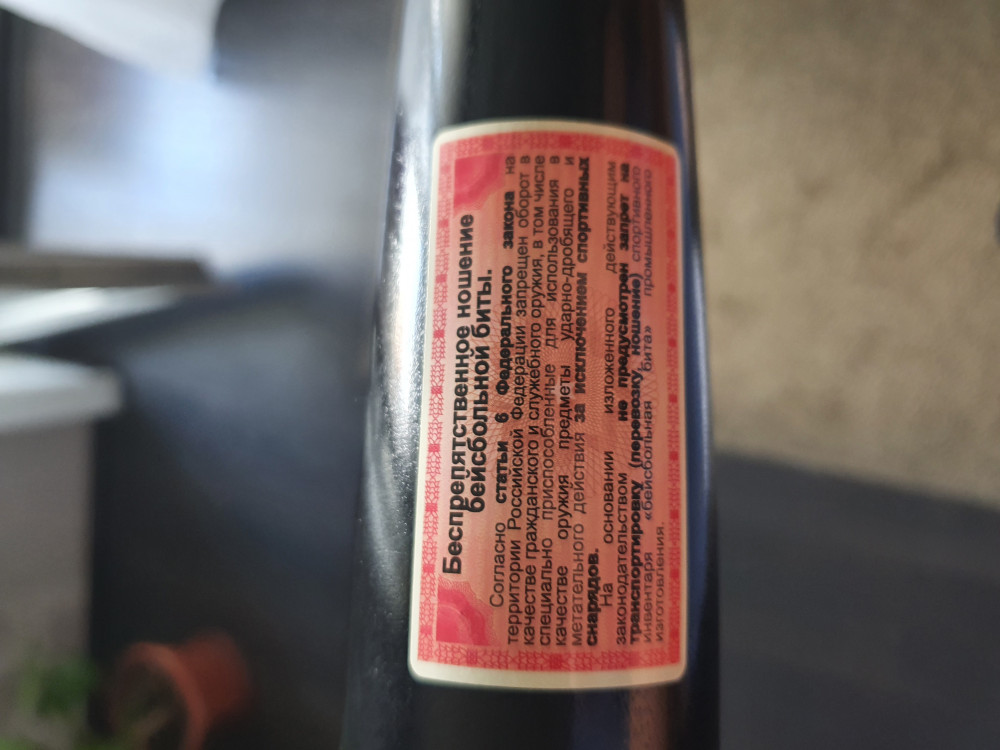 Беспрепятственное ношение
бейсбольной биты.
Согласно статьи 6 Федерального закона на
территории Российской Федерации запрещен оборот в
качестве гражданского и служебного оружия, в том числе
специально приспособленные для использования в
качестве оружия предметы ударно-дробящего и
метательного действия за исключением спортивных
снарядов.
На основании изложенного действующим
законодательством не предусмотрен запрет на
транспортировку (перевозку, ношение) спортивного
инвентаря «бейсбольная бита» промышленного
изготовления.